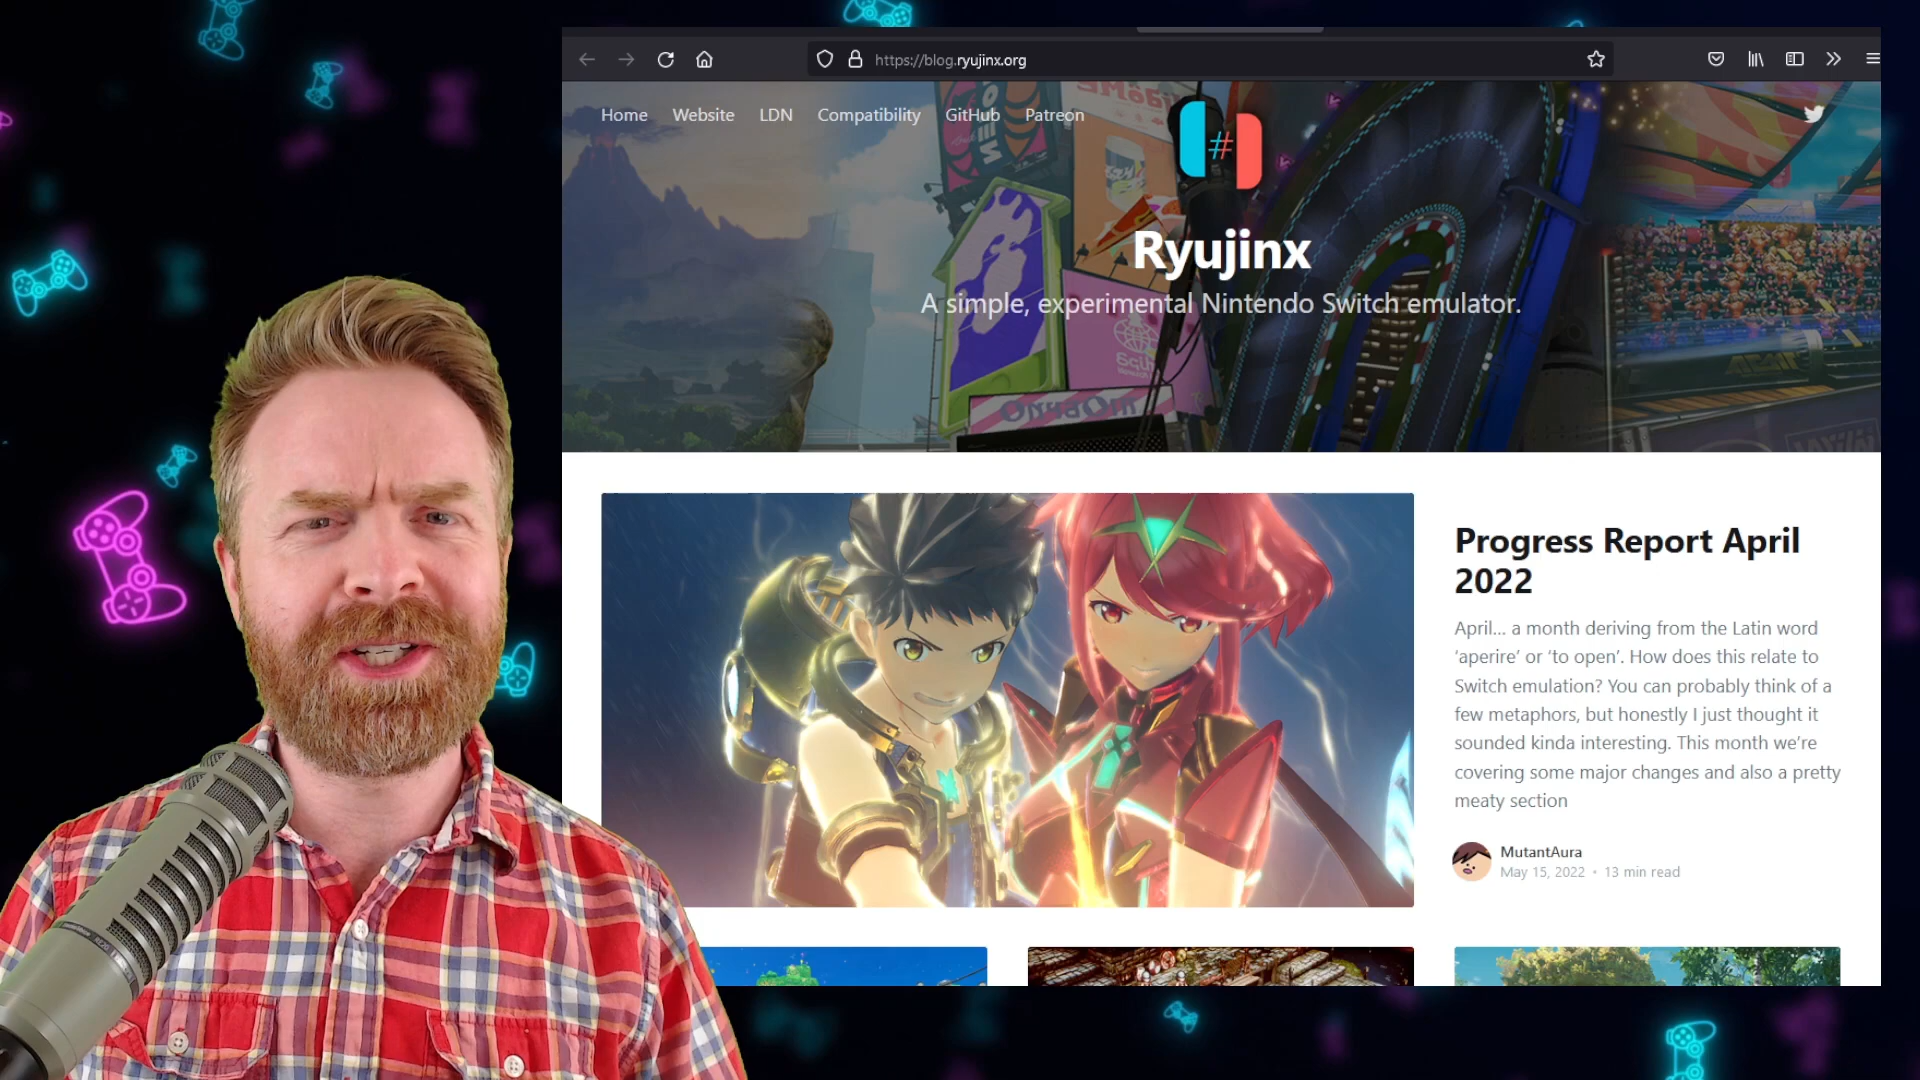 https://blog.ryujinx.org
Home Website LDN Compatibility GitHub Patreon
#
Ryujinx
A simple, experimental Nintendo Switch emulator.
Progress Report April
2022
April... a month deriving from the Latin word
‘aperire’ or ‘to open’. How does this relate to
Switch emulation? You can probably think of a
few metaphors, but honestly I just thought it
sounded kinda interesting. This month we’re
covering some major changes and also a pretty
meaty section
MutantAura
May 15, 2022 • 13 min read